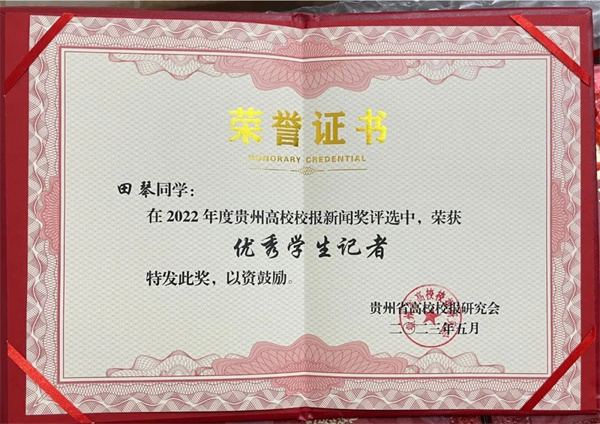 荣誉证书
HONORARY CREDENTIAL
田琴同学：
在2022年度贵州高校校报新闻奖评选中，荣获
优秀学生记者
特发此奖，以资鼓励。
贵州省高校校报研究会
二〇二三年五月